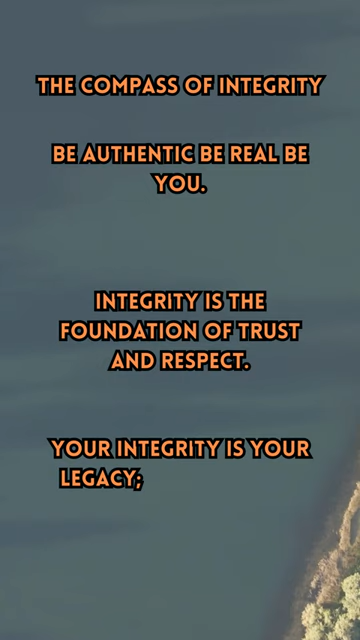 THE COMPASS OF INTEGRITY
BE AUTHENTIC BE REAL BE
YOU.
INTEGRITY IS THE
FOUNDATION OF TRUST
AND RESPECT.
YOUR INTEGRITY IS YOUR
LEGACY;